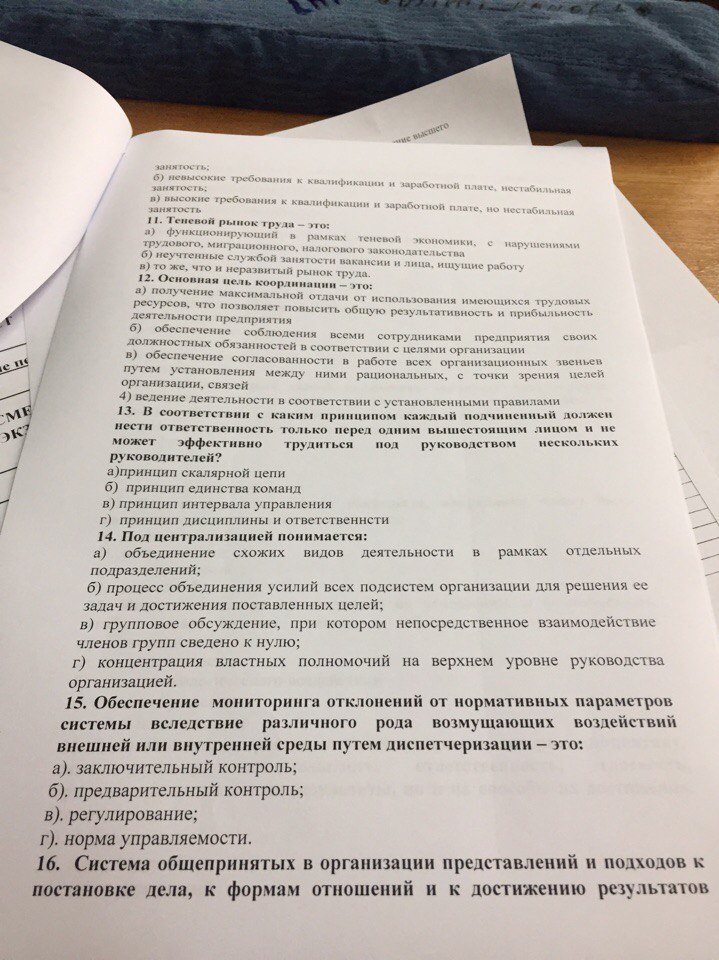 ние высшего
занятость;
б) невысокие требования к квалификации и заработной плате, нестабильная
занятость;
в) высокие требования к квалификации и заработной плате, но нестабильная
занятость
11. Теневой рынок труда – это:
а) функционирующий в рамках теневой экономики, с нарушениями
трудового, миграционного, налогового законодательства
б) неучтенные службой занятости вакансии и лица, ищущие работу
в) то же, что и неразвитый рынок труда.
12. Основная цель координации – это:
а) получение максимальной отдачи от использования имеющихся трудовых
ресурсов, что позволяет повысить общую результативность и прибыльность
деятельности предприятия
б) обеспечение соблюдения всеми сотрудниками предприятия своих
должностных обязанностей в соответствии с целями организации
в) обеспечение согласованности в работе всех организационных звеньев
путем установления между ними рациональных, с точки зрения целей
организации, связей
4) ведение деятельности в соответствии с установленными правилами
13. В соответствии с каким принципом каждый подчиненный должен
нести ответственность только перед одним вышестоящим лицом и не
может эффективно трудиться под руководством нескольких
руководителей?
а)принцип скалярной цепи
б) принцип единства команд
в) принцип интервала управления
г) принцип дисциплины и ответственнсти
14. Под централизацией понимается:
а) объединение схожих видов деятельности в рамках отдельных
подразделений;
б) процесс объединения усилий всех подсистем организации для решения ее
задач и достижения поставленных целей;
в) групповое обсуждение, при котором непосредственное взаимодействие
членов групп сведено к нулю;
г) концентрация властных полномочий на верхнем уровне руководства
организацией.
15. Обеспечение мониторинга отклонений от нормативных параметров
системы вследствие различного рода возмущающих воздействий
внешней или внутренней среды путем диспетчеризации – это:
а). заключительный контроль;
б). предварительный контроль;
в). регулирование;
г). норма управляемости.
16. Система общепринятых в организации представлений и подходов к
постановке дела, к формам отношений и к достижению результатов